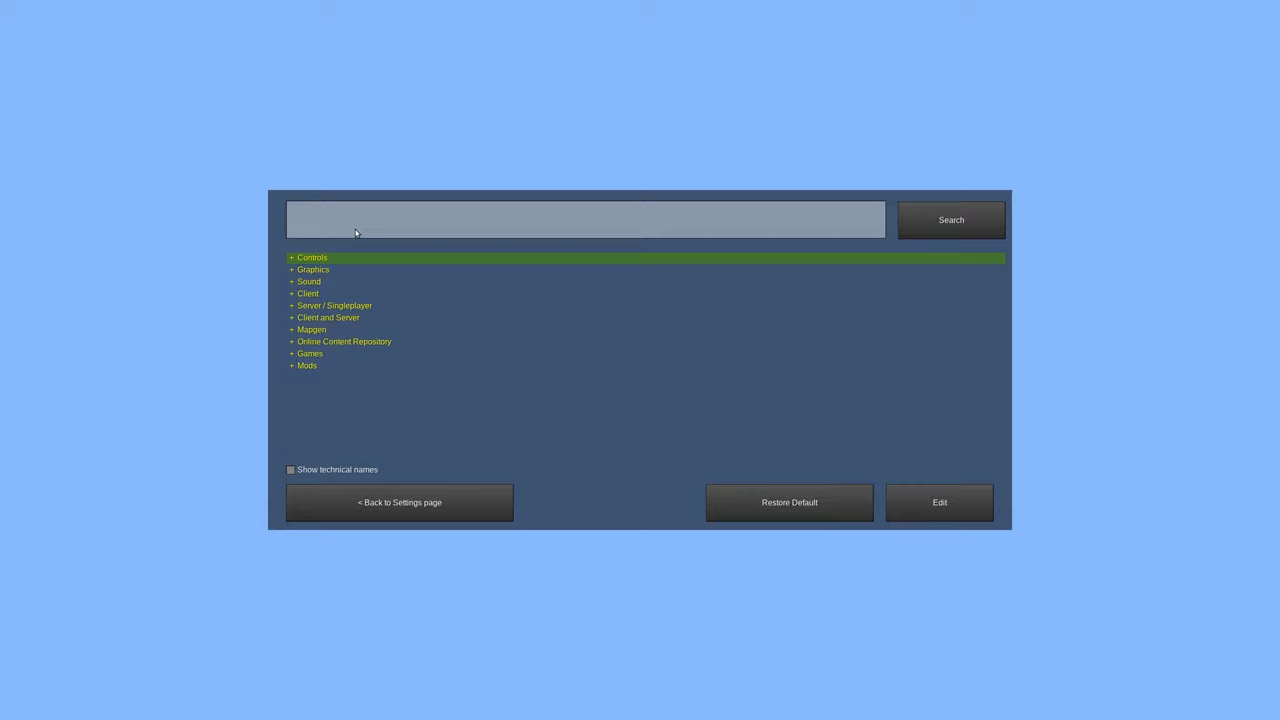 Search
+ Controls
+ Graphics
+ Sound
+ Client
+ Server / Singleplayer
+ Client and Server
+ Mapgen
+ Online Content Repository
+ Games
+ Mods
Show technical names
< Back to Settings page
Restore Default
Edit